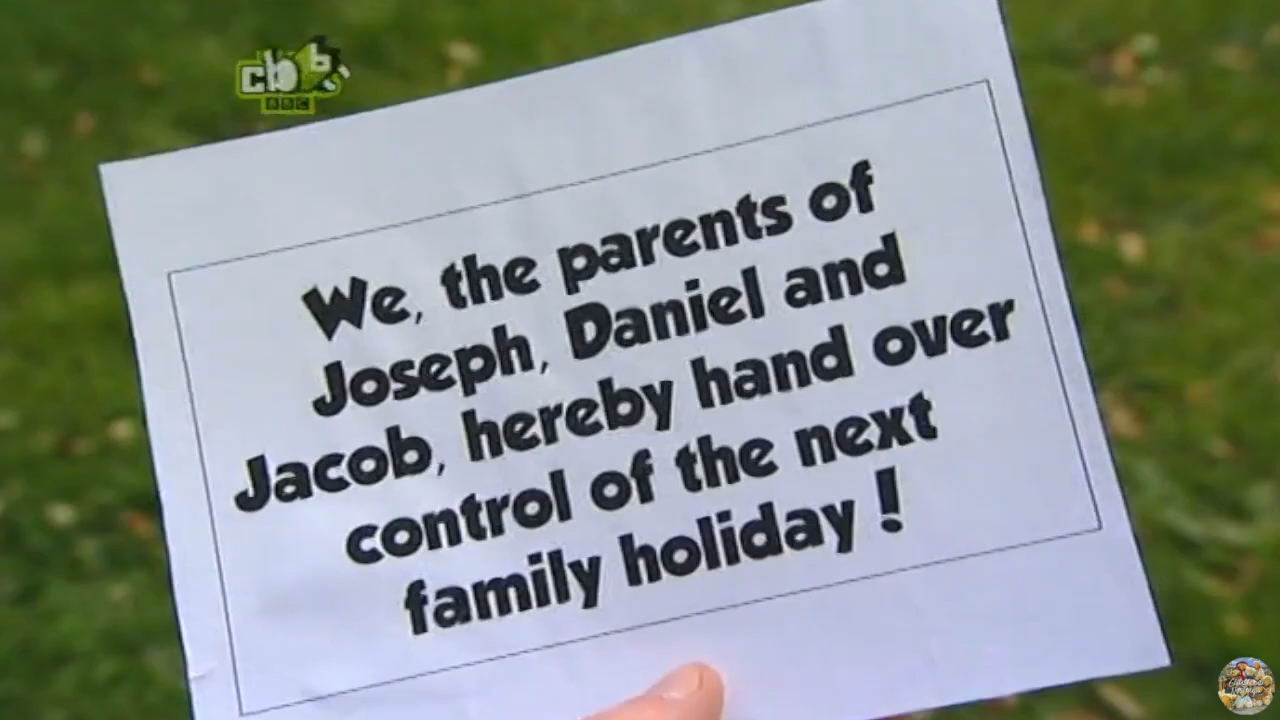 cbbc
BBC
We, the parents of
Joseph, Daniel and
Jacob, hereby hand over
control of the next
family holiday !